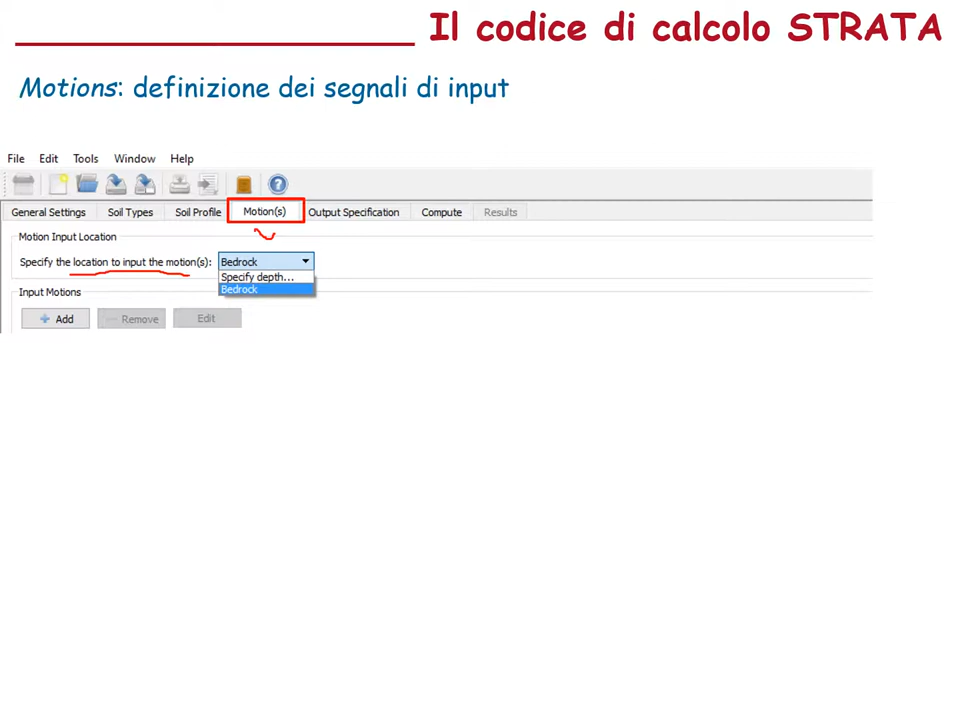 Il codice di calcolo STRATA
Motions: definizione dei segnali di input
File Edit Tools Window Help
General Settings Soil Types Soil Profile Motion(s) Output Specification Compute Results
Motion Input Location
Specify the location to input the motion(s): Bedrock
Specify depth...
Bedrock
Input Motions
Add Remove Edit